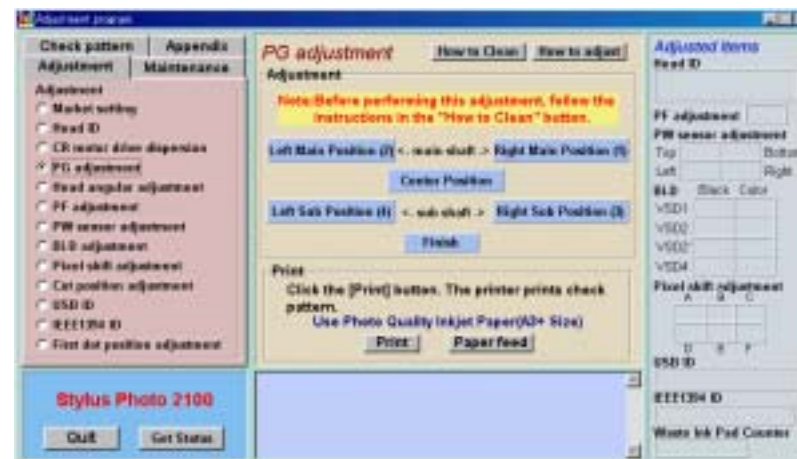 Adjustment program
Check pattern
Appendix
Adjustment
Maintenance
Adjustment
Market setting
Head ID
CR motor drive dispersion
PG adjustment
Head angular adjustment
PF adjustment
PW sensor adjustment
BLD adjustment
Pixel shift adjustment
Cut position adjustment
USB ID
IEEE1394 ID
First dot position adjustment
Stylus Photo 2100
Quit
Get Status
PG adjustment
How to Clean
How to adjust
Adjustment
Note:Before performing this adjustment, follow the
instructions in the "How to Clean" button.
Left Main Position (2) <- main shaft -> Right Main Position (1)
Center Position
Left Sub Position (4) <- sub shaft -> Right Sub Position (3)
Finish
Print
Click the [Print] button. The printer prints check
pattern.
Use Photo Quality Inkjet Paper(A3+ Size)
Print
Paper feed
Adjusted items
Head ID
PF adjustment
PW sensor adjustment
Top
Left
Right
BLD Black Color
VSD1
VSD2
VSD2'
VSD4
Pixel shift adjustment
A B C
D E F
USB ID
IEEE1394 ID
Waste Ink Pad Counter